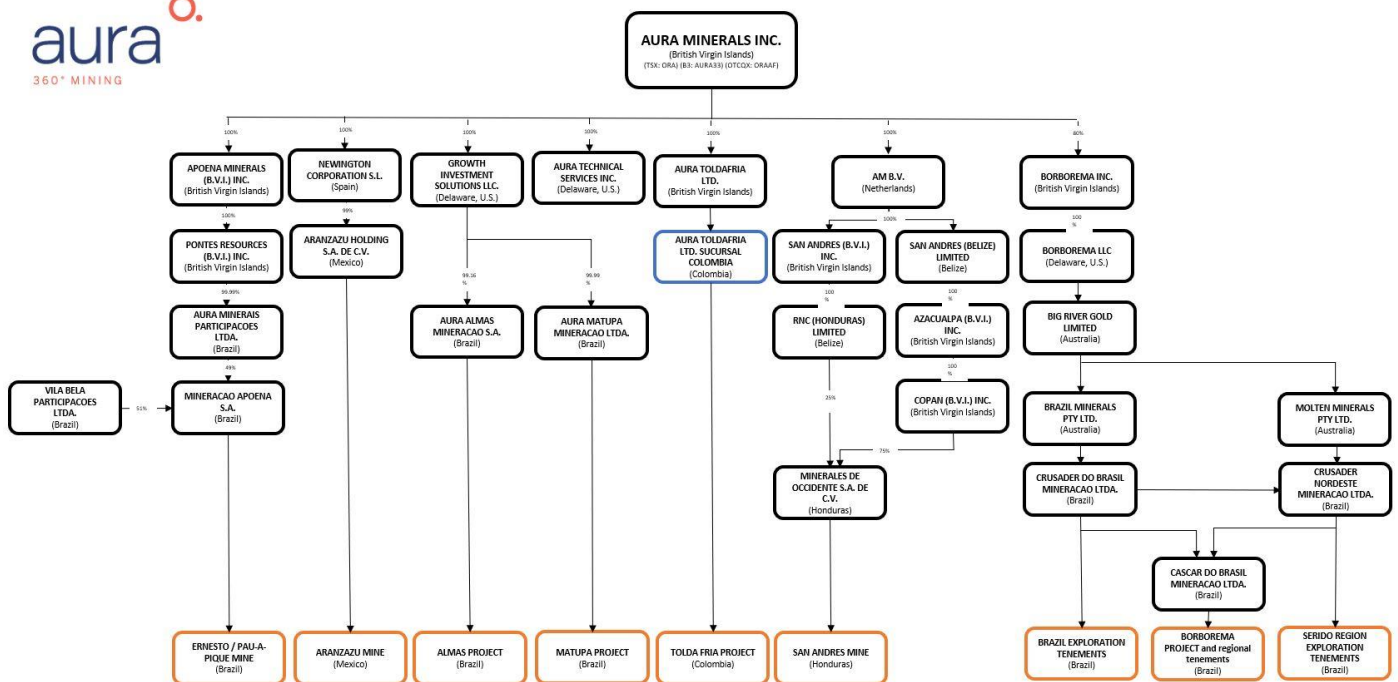 aura
360° MINING
AURA MINERALS INC.
(British Virgin Islands)
(TSX: ORA) (B3: AURA33) (OTCQX: ORAAF)
100%
100%
100%
100%
100%
100%
80%
APOENA MINERALS
(B.V.I.) INC.
(British Virgin Islands)
NEWINGTON
CORPORATION S.L.
(Spain)
GROWTH
INVESTMENT
SOLUTIONS LLC.
(Delaware, U.S.)
AURA TECHNICAL
SERVICES INC.
(Delaware, U.S.)
AURA TOLDAFRIA
LTD.
(British Virgin Islands)
AM B.V.
(Netherlands)
BORBOREMA INC.
(British Virgin Islands)
100%
99%
100%
100
%
PONTES RESOURCES
(B.V.I.) INC.
(British Virgin Islands)
ARANZAZU HOLDING
S.A. DE C.V.
(Mexico)
AURA TOLDAFRIA
LTD. SUCURSAL
COLOMBIA
(Colombia)
SAN ANDRES (B.V.I.)
INC.
(British Virgin Islands)
SAN ANDRES (BELIZE)
LIMITED
(Belize)
BORBOREMA LLC
(Delaware, U.S.)
99.99%
99.16
%
99.99
%
100
%
100
%
100
%
AURA MINERAIS
PARTICIPACOES
LTDA.
(Brazil)
AURA ALMAS
MINERACAO S.A.
(Brazil)
AURA MATUPA
MINERACAO LTDA.
(Brazil)
RNC (HONDURAS)
LIMITED
(Belize)
AZACUALPA (B.V.I.)
INC.
(British Virgin Islands)
BIG RIVER GOLD
LIMITED
(Australia)
49%
100
%
VILA BELA
PARTICIPACOES
LTDA.
(Brazil)
51%
MINERACAO APOENA
S.A.
(Brazil)
25%
COPAN (B.V.I.) INC.
(British Virgin Islands)
BRAZIL MINERALS
PTY LTD.
(Australia)
MOLTEN MINERALS
PTY LTD.
(Australia)
75%
MINERALES DE
OCCIDENTE S.A. DE
C.V.
(Honduras)
CRUSADER DO BRASIL
MINERACAO LTDA.
(Brazil)
CRUSADER
NORDESTE
MINERACAO LTDA.
(Brazil)
CASCAR DO BRASIL
MINERACAO LTDA.
(Brazil)
ERNESTO / PAU-A-
PIQUE MINE
(Brazil)
ARANZAZU MINE
(Mexico)
ALMAS PROJECT
(Brazil)
MATUPA PROJECT
(Brazil)
TOLDA FRIA PROJECT
(Colombia)
SAN ANDRES MINE
(Honduras)
BRAZIL EXPLORATION
TENEMENTS
(Brazil)
BORBOREMA
PROJECT and regional
tenements
(Brazil)
SERIDO REGION
EXPLORATION
TENEMENTS
(Brazil)